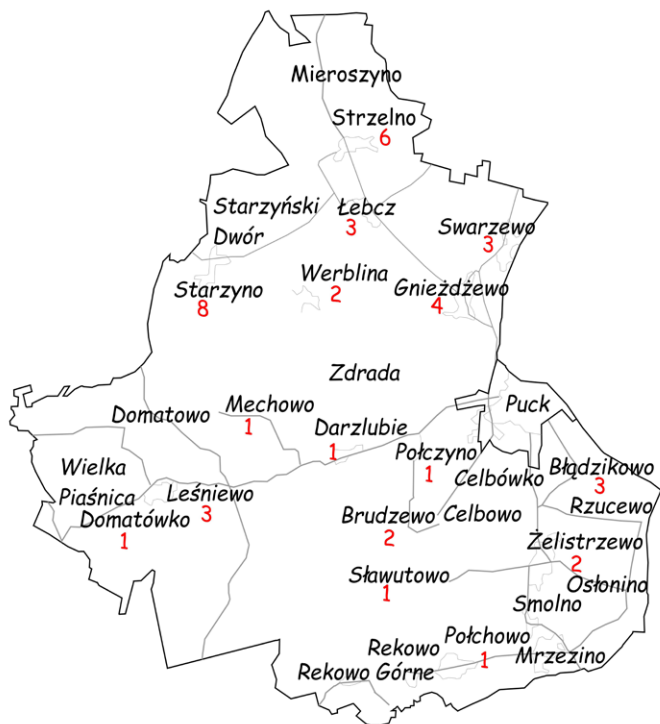 Mieroszyno
Strzelno
6
Starzyński
Dwór
Łebcz
3
Swarzewo
3
Starzyno
8
Werblina
2
Gnieżdżewo
4
Zdrada
Domatowo
Mechowo
1
Darzlubie
1
Puck
Połczyno
1
Celbówko
Błądzikowo
3
Wielka
Piaśnica
Leśniewo
3
Rzucewo
Domatówko
1
Brudzewo
2
Celbowo
Żelistrzewo
2
Sławutowo
1
Osłonino
Smolno
Rekowo
Połchowo
1
Mrzezino
Rekowo Górne